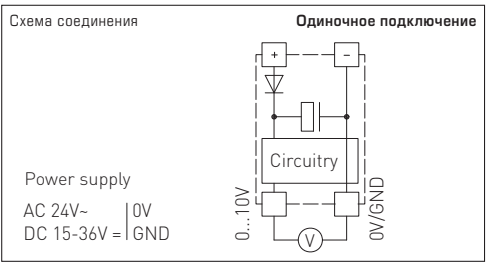 Схема соединения
Одиночное подключение
+ −
Circuitry
Power supply
AC 24V~ | 0V
DC 15-36V = | GND
0...10V
0V/GND
V